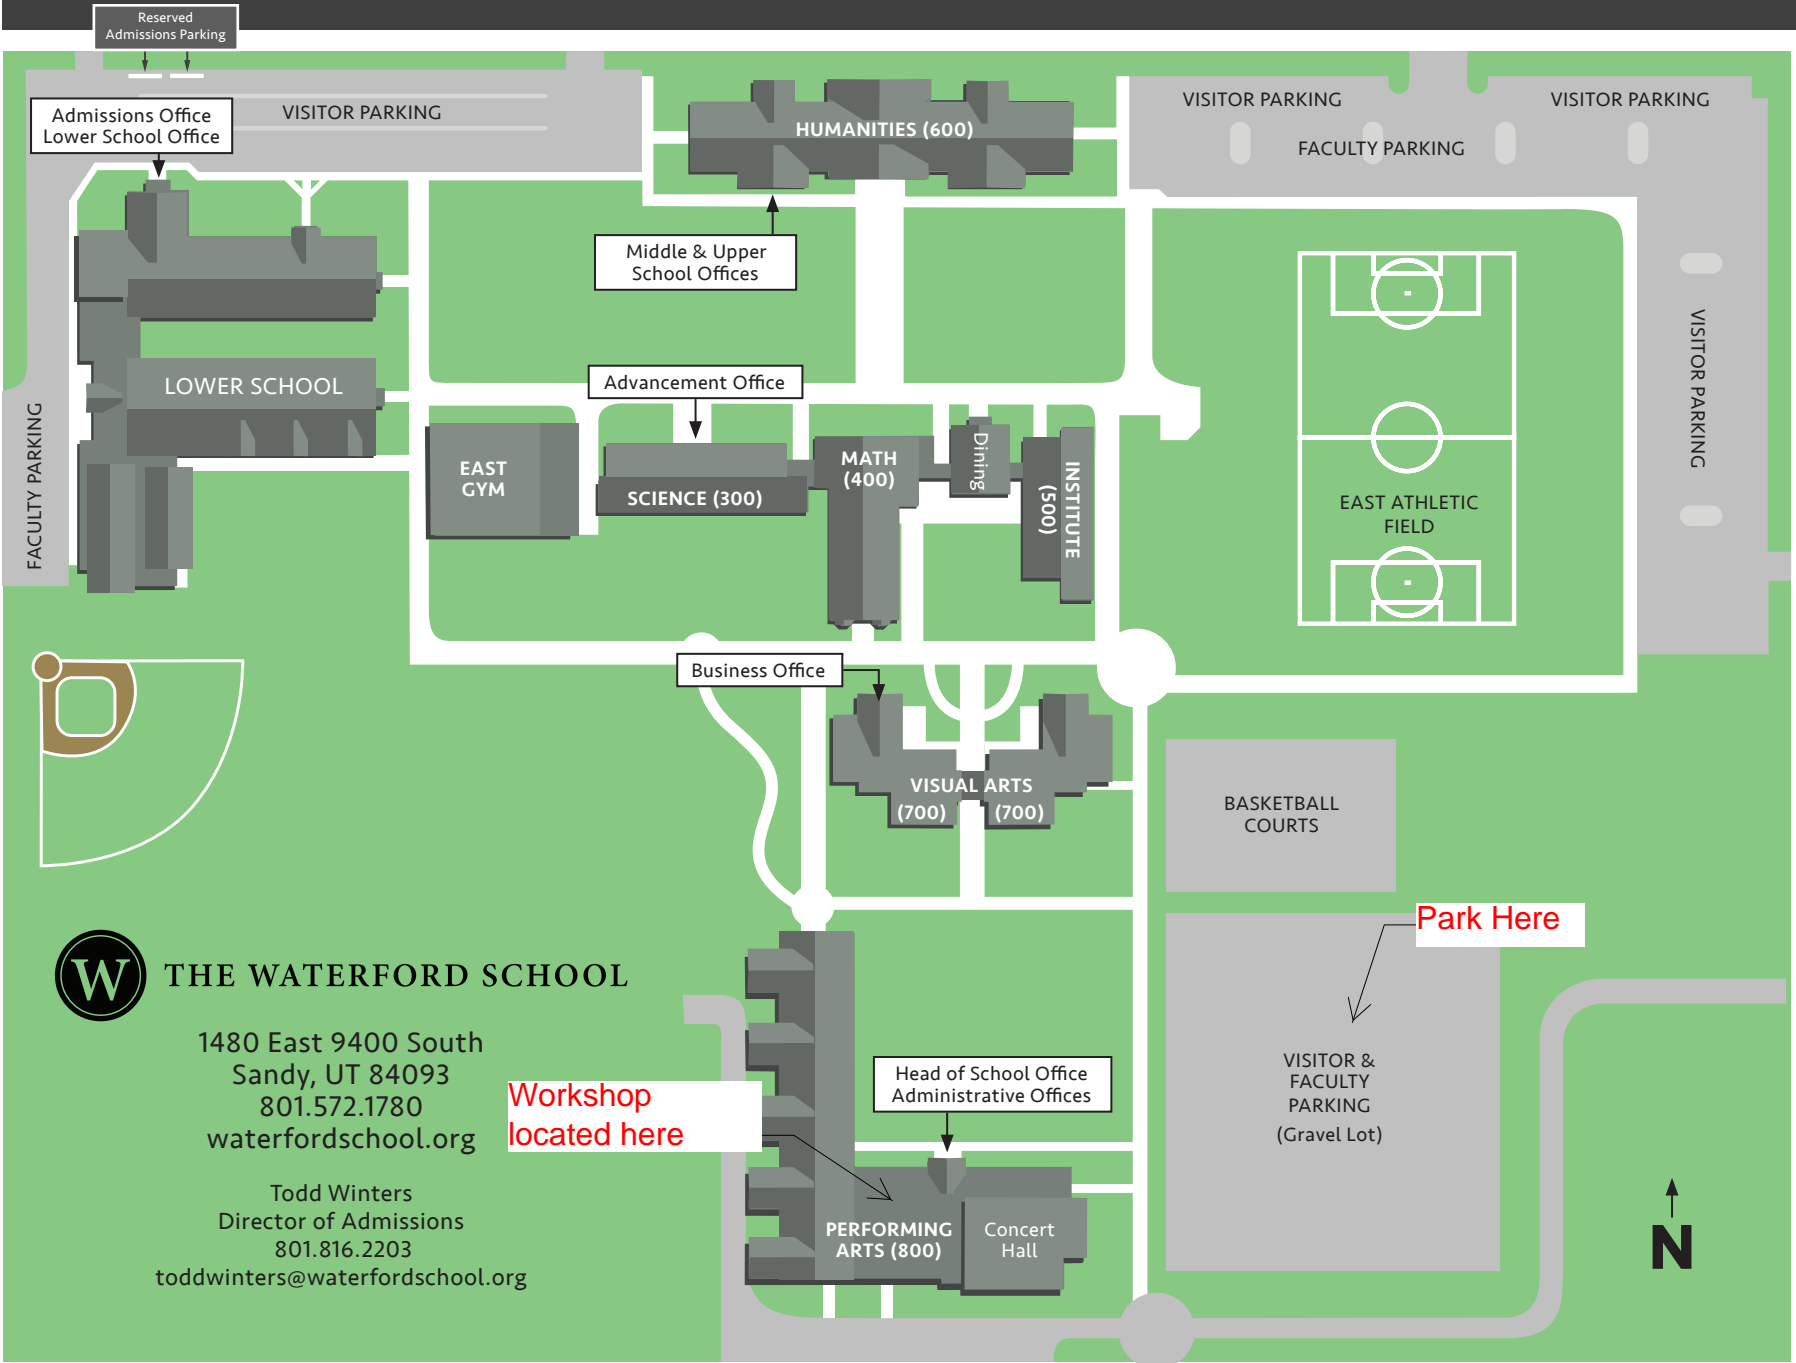 Reserved
Admissions Parking
Admissions Office
Lower School Office
VISITOR PARKING
HUMANITIES (600)
VISITOR PARKING
VISITOR PARKING
FACULTY PARKING
Middle & Upper
School Offices
LOWER SCHOOL
FACULTY PARKING
Advancement Office
EAST
GYM
SCIENCE (300)
MATH
(400)
Dining
INSTITUTE
(500)
EAST ATHLETIC
FIELD
VISITOR PARKING
Business Office
VISUAL ARTS
(700)
(700)
BASKETBALL
COURTS
Park Here
W
THE WATERFORD SCHOOL
1480 East 9400 South
Sandy, UT 84093
801.572.1780
waterfordschool.org
Todd Winters
Director of Admissions
801.816.2203
toddwinters@waterfordschool.org
Workshop
located here
Head of School Office
Administrative Offices
PERFORMING
ARTS (800)
Concert
Hall
VISITOR &
FACULTY
PARKING
(Gravel Lot)
N